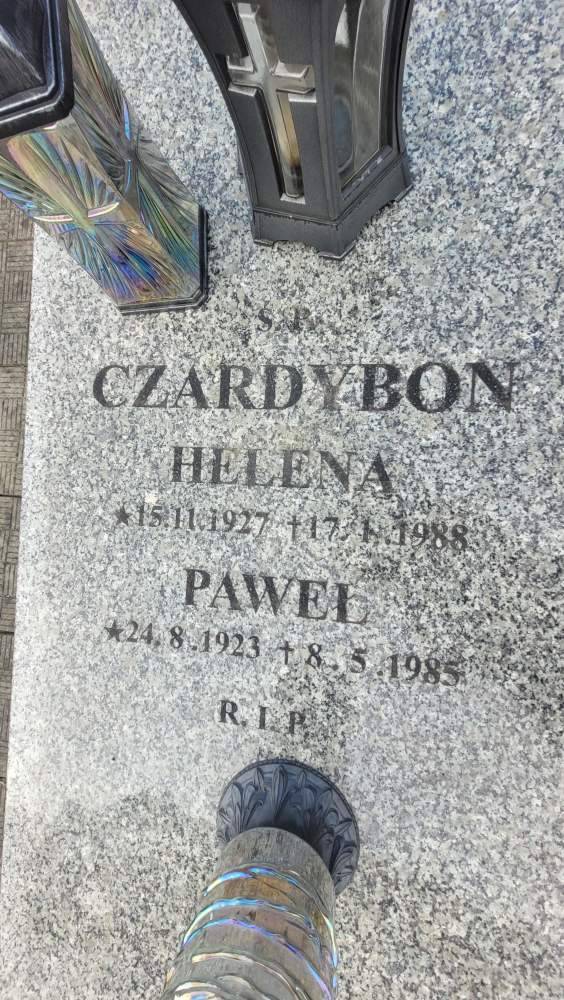 Ś. P.
CZARDYBON
HELENA
★15.11.1927 †17.1.1988
PAWEŁ
★24.8.1923 †8.5.1985
R. I. P.